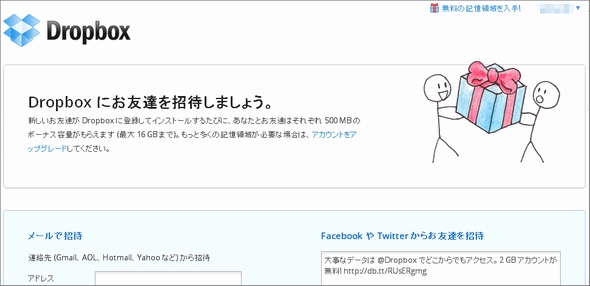 無料の記憶領域を入手!
Dropbox
Dropbox にお友達を招待しましょう。
新しいお友達が Dropbox に登録してインストールするたびに、あなたとお友達はそれぞれ 500 MB の
ボーナス容量がもらえます (最大 16 GB まで)。もっと多くの記憶領域が必要な場合は、アカウントをア
ップグレードしてください。
メールで招待
連絡先 (Gmail、AOL、Hotmail、Yahoo など) から招待
アドレス
Facebook や Twitter からお友達を招待
大事なデータは @Dropbox でどこからでもアクセス。2 GB アカウントが
無料! http://db.tt/RUsERgmg